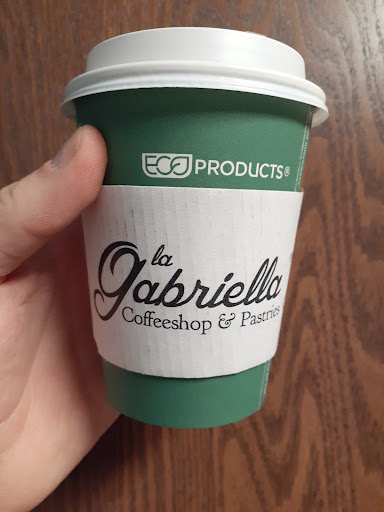 ECO PRODUCTS®
la
Gabriella
Coffeeshop & Pastries